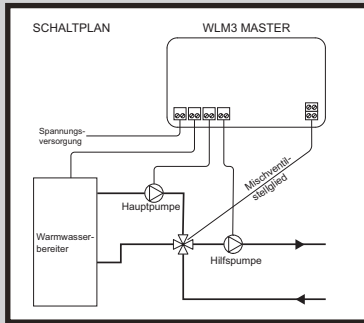 SCHALTPLAN
WLM3 MASTER
Spannungs-
versorgung
Mischventil-
stellglied
Hauptpumpe
Warmwasser-
bereiter
Hilfspumpe